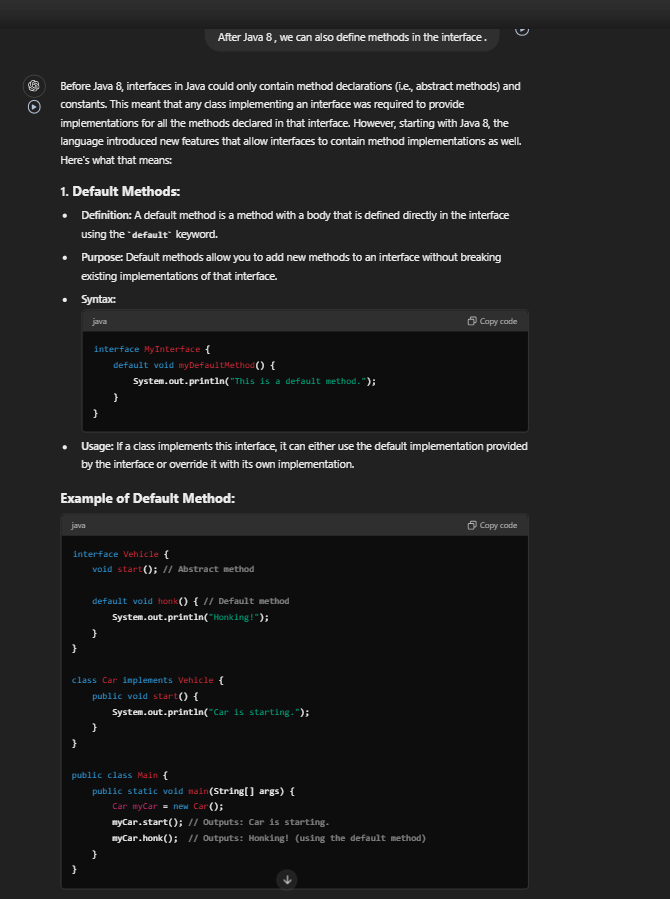 After Java 8 , we can also define methods in the interface .
Before Java 8, interfaces in Java could only contain method declarations (i.e., abstract methods) and
constants. This meant that any class implementing an interface was required to provide
implementations for all the methods declared in that interface. However, starting with Java 8, the
language introduced new features that allow interfaces to contain method implementations as well.
Here's what that means:
1. Default Methods:
• Definition: A default method is a method with a body that is defined directly in the interface
using the `default` keyword.
• Purpose: Default methods allow you to add new methods to an interface without breaking
existing implementations of that interface.
• Syntax:
java Copy code
interface MyInterface {
    default void myDefaultMethod() {
        System.out.println("This is a default method.");
    }
}
• Usage: If a class implements this interface, it can either use the default implementation provided
by the interface or override it with its own implementation.
Example of Default Method:
java Copy code
interface Vehicle {
    void start(); // Abstract method
    default void honk() { // Default method
        System.out.println("Honking!");
    }
}
class Car implements Vehicle {
    public void start() {
        System.out.println("Car is starting.");
    }
}
public class Main {
    public static void main(String[] args) {
        Car myCar = new Car();
        myCar.start(); // Outputs: Car is starting.
        myCar.honk();  // Outputs: Honking! (using the default method)
    }
}